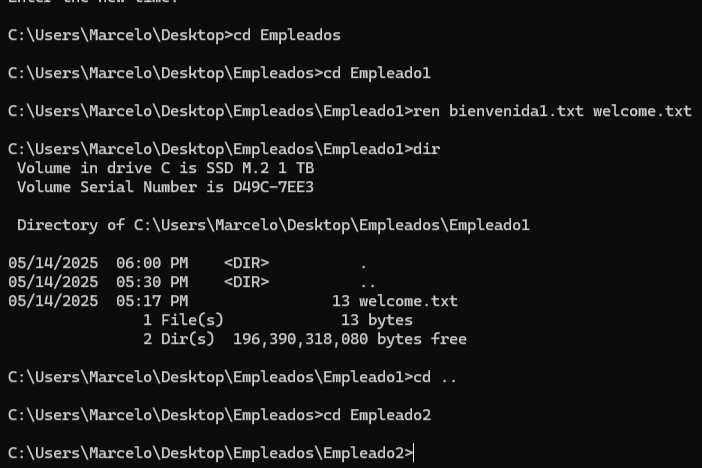 Enter the new time:
C:\Users\Marcelo\Desktop>cd Empleados
C:\Users\Marcelo\Desktop\Empleados>cd Empleado1
C:\Users\Marcelo\Desktop\Empleados\Empleado1>ren bienvenida1.txt welcome.txt
C:\Users\Marcelo\Desktop\Empleados\Empleado1>dir
Volume in drive C is SSD M.2 1 TB
Volume Serial Number is D49C-7EE3
Directory of C:\Users\Marcelo\Desktop\Empleados\Empleado1
05/14/2025  06:00 PM    <DIR>          .
05/14/2025  05:30 PM    <DIR>          ..
05/14/2025  05:17 PM                13 welcome.txt
1 File(s)             13 bytes
2 Dir(s)  196,390,318,080 bytes free
C:\Users\Marcelo\Desktop\Empleados\Empleado1>cd ..
C:\Users\Marcelo\Desktop\Empleados>cd Empleado2
C:\Users\Marcelo\Desktop\Empleados\Empleado2>